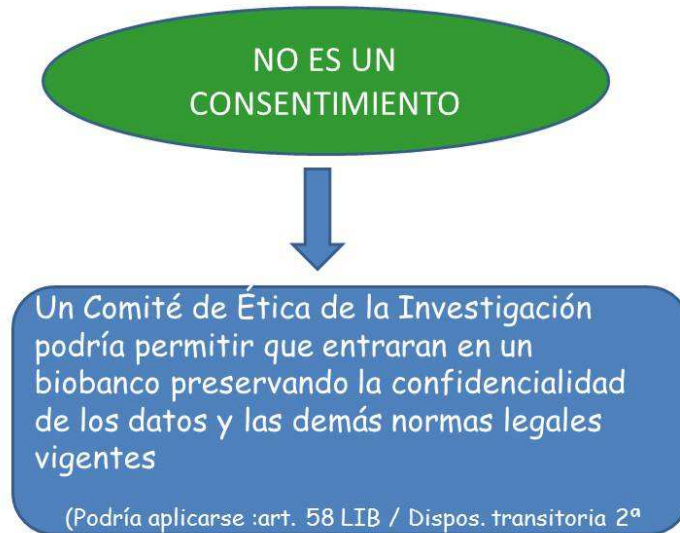 NO ES UN
CONSENTIMIENTO
Un Comité de Ética de la Investigación
podría permitir que entraran en un
biobanco preservando la confidencialidad
de los datos y las demás normas legales
vigentes
(Podría aplicarse :art. 58 LIB / Dispos. transitoria 2ª